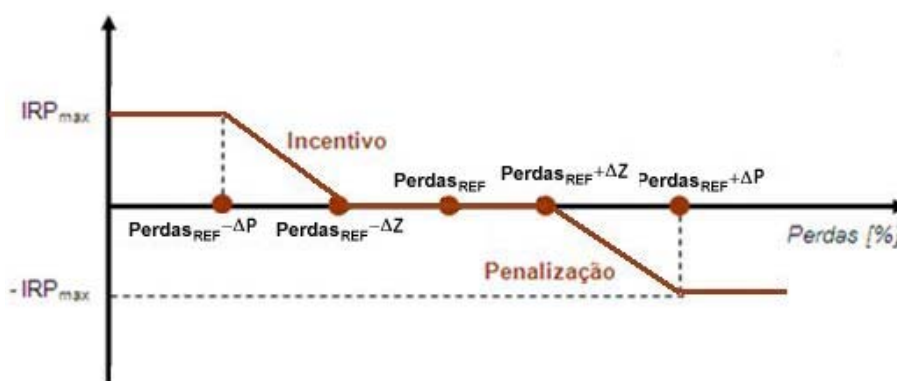 IRPmax
Incentivo
PerdasREF
PerdasREF+ΔZ
PerdasREF+ΔP
PerdasREF-ΔP
PerdasREF-ΔZ
Perdas [%]
Penalização
- IRPmax